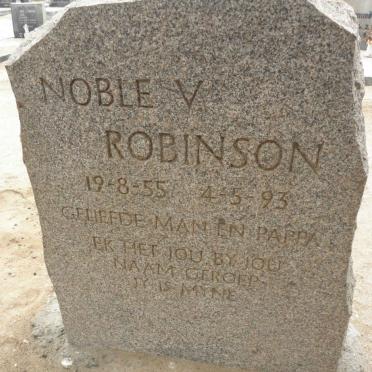 NOBLE V.
ROBINSON
19-8-55 4-5-93
GELIEFDE MAN EN PAPPA
EK HET JOU BY JOU
NAAM GEROEP
JY IS MYNE